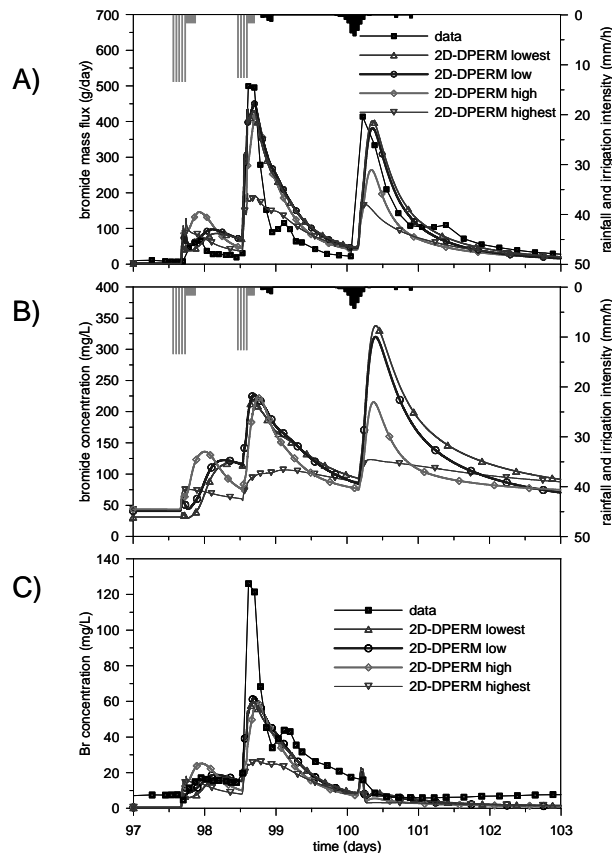 A)
bromide mass flux (g/day)
700
600
500
400
300
200
100
0
data
2D-DPERM lowest
2D-DPERM low
2D-DPERM high
2D-DPERM highest
0
10
20
30
40
50
rainfall and irrigation intensity (mm/h)
B)
bromide concentration (mg/L)
400
350
300
250
200
150
100
50
0
0
10
20
30
40
50
rainfall and irrigation intensity (mm/h)
C)
Br concentration (mg/L)
140
120
100
80
60
40
20
0
data
2D-DPERM lowest
2D-DPERM low
2D-DPERM high
2D-DPERM highest
97 98 99 100 101 102 103
time (days)